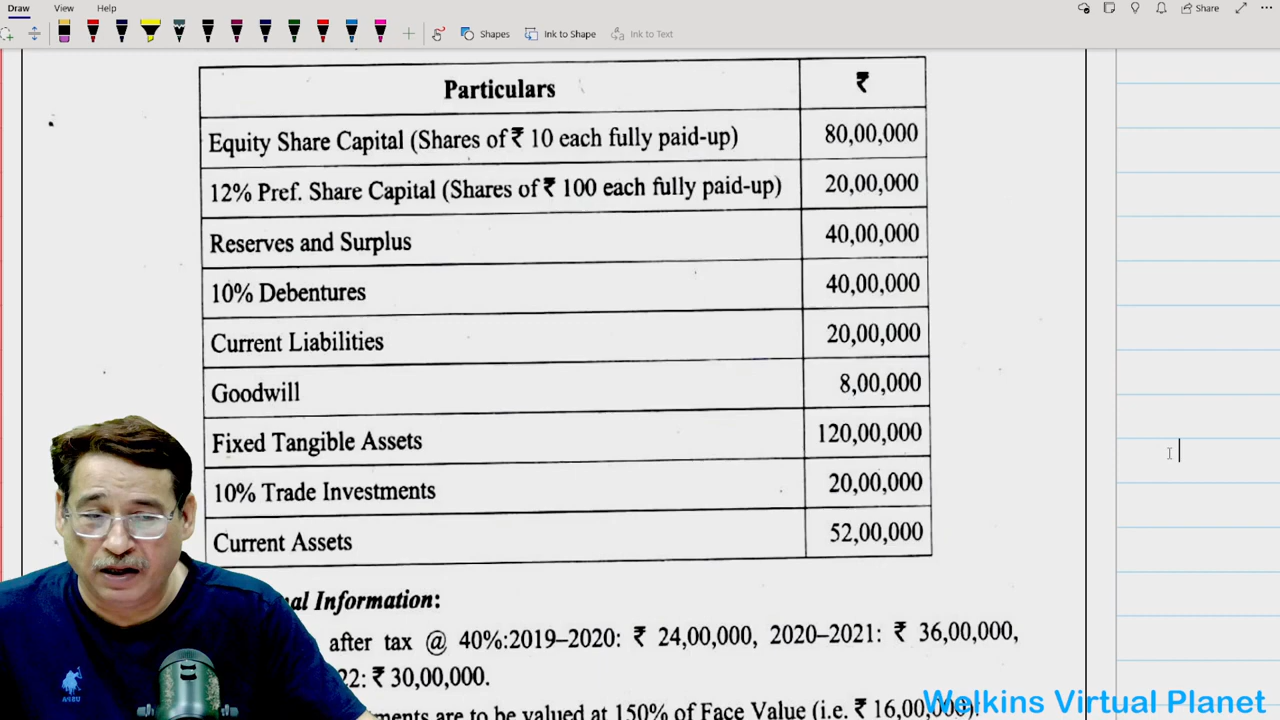 Draw View Help
Shapes Ink to Shape Ink to Text Share
Particulars ₹
Equity Share Capital (Shares of ₹ 10 each fully paid-up) 80,00,000
12% Pref. Share Capital (Shares of ₹ 100 each fully paid-up) 20,00,000
Reserves and Surplus 40,00,000
10% Debentures 40,00,000
Current Liabilities 20,00,000
Goodwill 8,00,000
Fixed Tangible Assets 120,00,000
10% Trade Investments 20,00,000
Current Assets 52,00,000
Information:
after tax @ 40%:2019–2020: ₹ 24,00,000, 2020–2021: ₹ 36,00,000,
22: ₹ 30,00,000.
are to be valued at 150% of Face Value (i.e. ₹ 16,00,000).
Welkins Virtual Planet